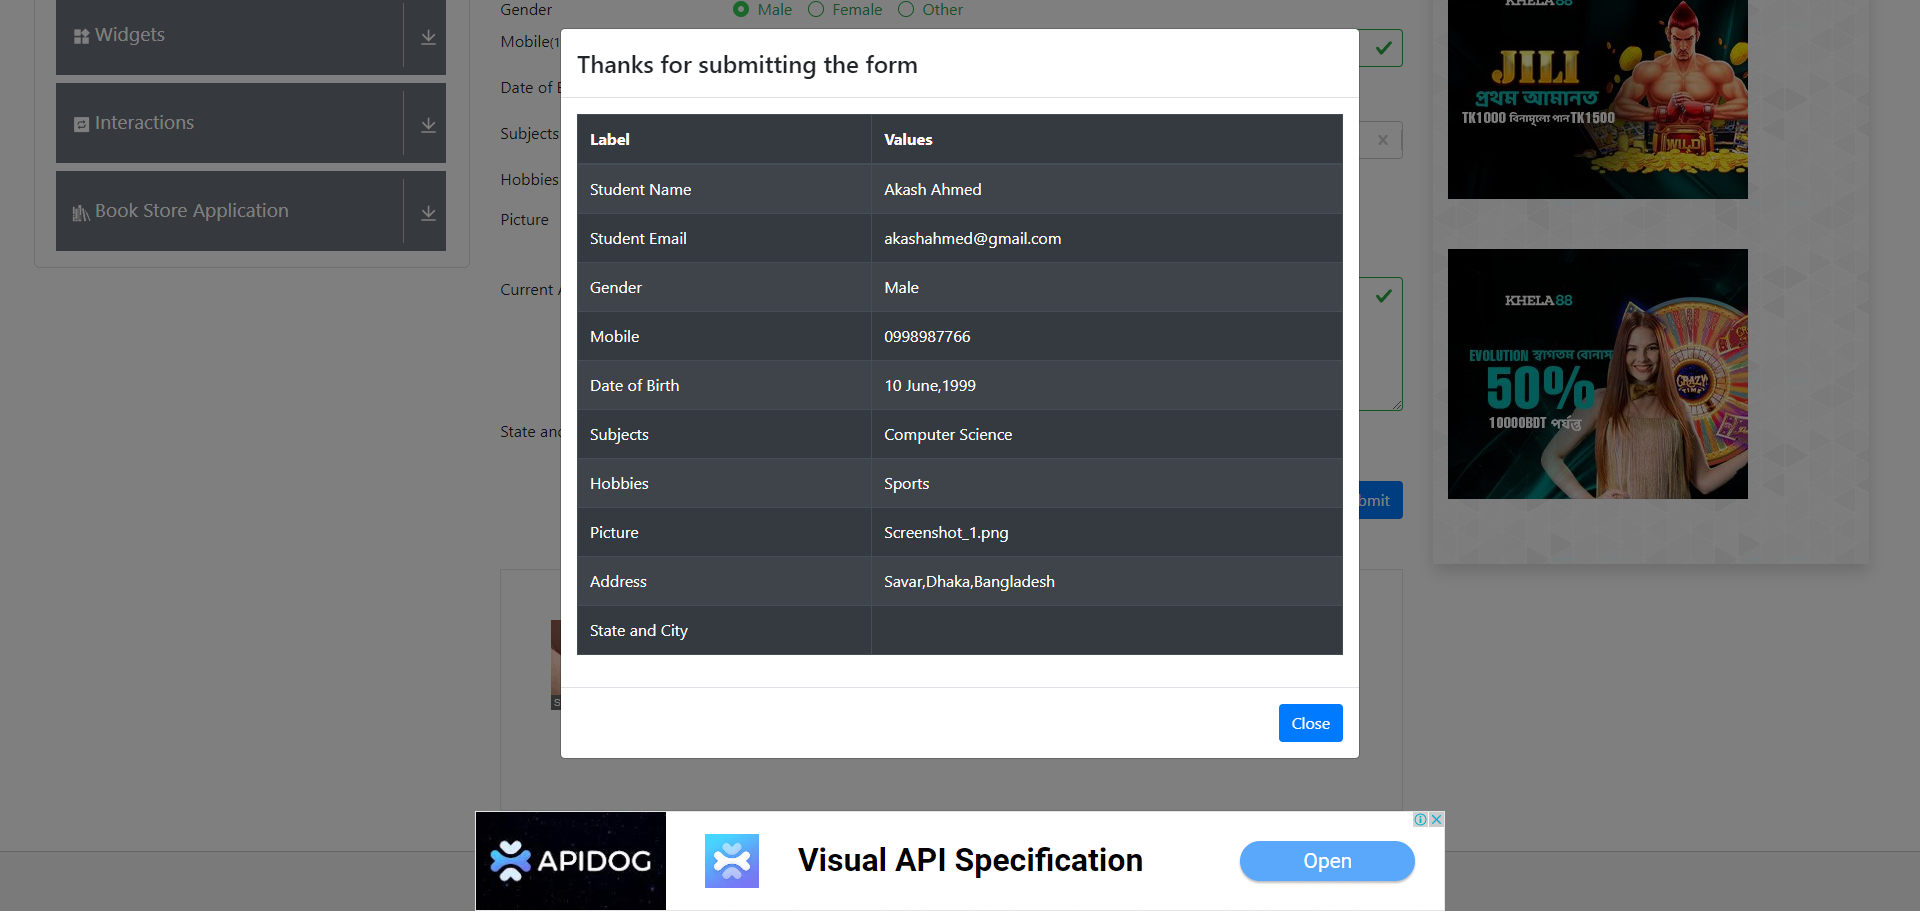 Widgets
Interactions
Book Store Application
Gender
Male
Female
Other
Mobile(1
Date of B
Subjects
Hobbies
Picture
Current A
State and
bmit
Thanks for submitting the form
Label Values
Student Name Akash Ahmed
Student Email akashahmed@gmail.com
Gender Male
Mobile 0998987766
Date of Birth 10 June,1999
Subjects Computer Science
Hobbies Sports
Picture Screenshot_1.png
Address Savar,Dhaka,Bangladesh
State and City
Close
KHELA88
JILI
প্রথম আমানত
TK1000 বিনামূল্যে পান TK1500
WILD
KHELA88
EVOLUTION স্বাগতম বোনাস
50%
10000BDT পর্যন্ত
CRAZY
TIME
APIDOG
Visual API Specification
Open